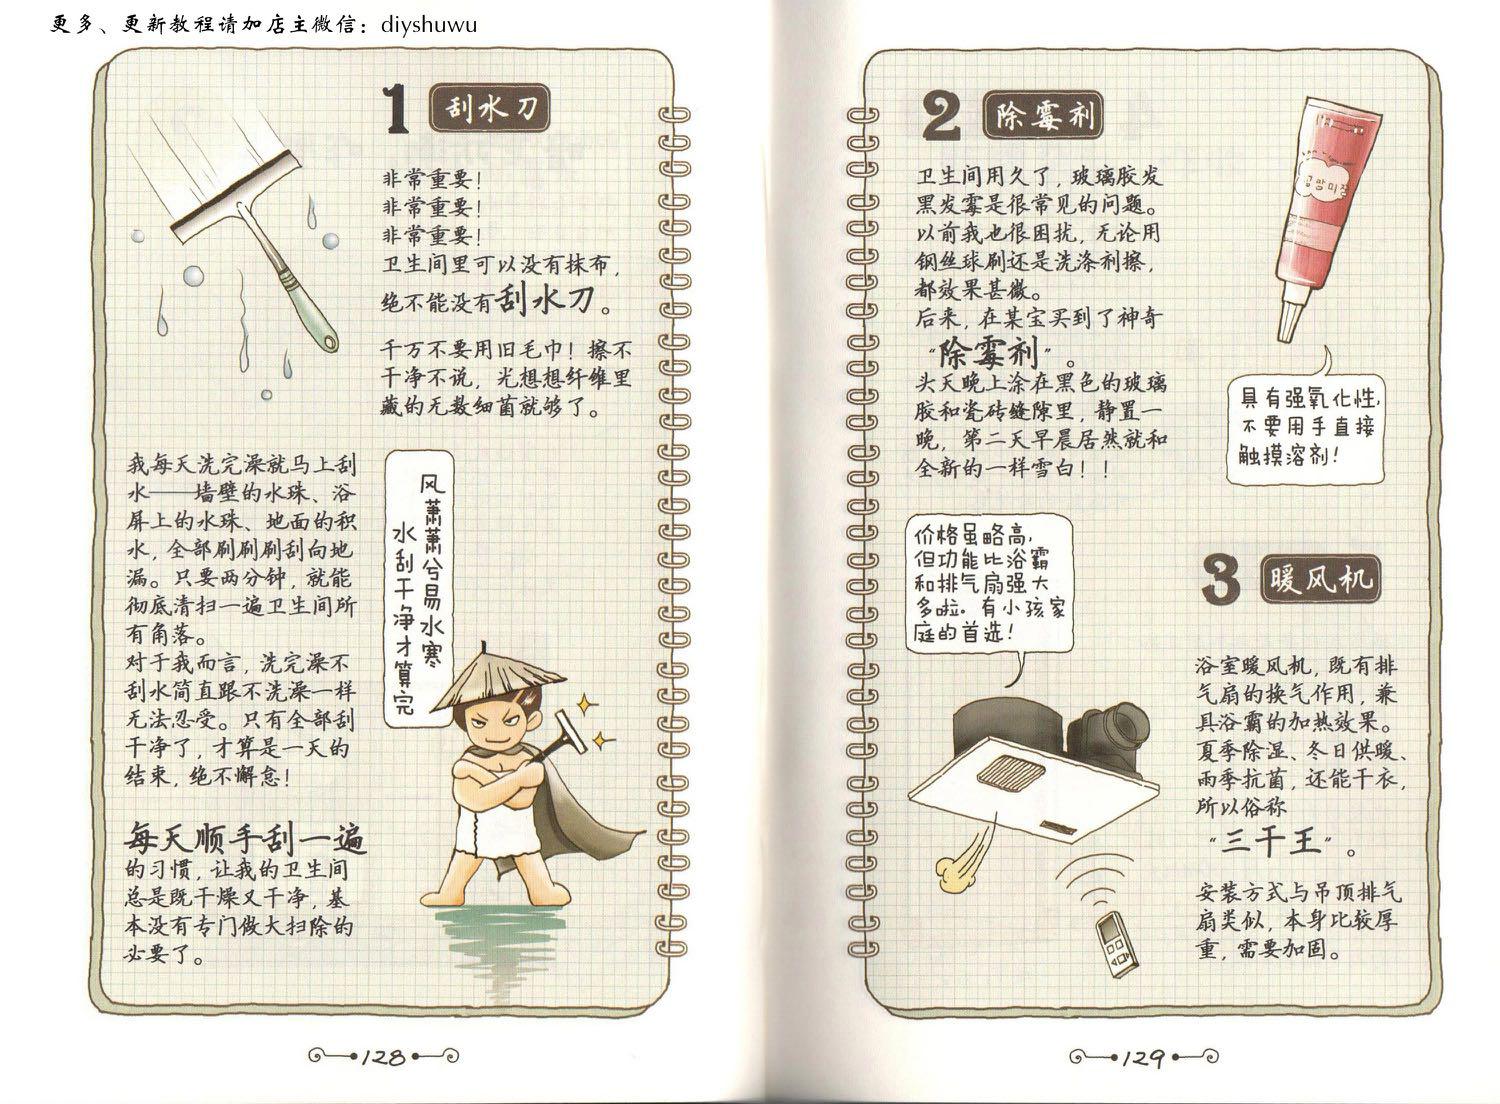 更多、更新教程请加店主微信：diyshuwu
1 刮水刀
非常重要！
非常重要！
非常重要！
卫生间里可以没有抹布，
绝不能没有刮水刀。
千万不要用旧毛巾！擦不
干净不说，光想想纤维里
藏的无数细菌就够了。
我每天洗完澡就马上刮
水——墙壁的水珠、浴
屏上的水珠、地面的积
水，全部刷刷刷刮向地
漏。只要两分钟，就能
彻底清扫一遍卫生间所
有角落。
对于我而言，洗完澡不
刮水简直跟不洗澡一样
无法忍受。只有全部刮
干净了，才算是一天的
结束，绝不懈怠！
每天顺手刮一遍
的习惯，让我的卫生间
总是既干燥又干净，基
本没有专门做大扫除的
必要了。
风萧萧兮易水寒
水刮干净才算完
128
2 除霉剂
卫生间用久了，玻璃胶发
黑发霉是很常见的问题。
以前我也很困扰，无论用
钢丝球刷还是洗涤剂擦，
都效果甚微。
后来，在某宝买到了神奇
“除霉剂”。
头天晚上涂在黑色的玻璃
胶和瓷砖缝隙里，静置一
晚，第二天早晨居然就和
全新的一样雪白！！
具有强氧化性，
不要用手直接
触摸溶剂！
3 暖风机
价格虽略高，
但功能比浴霸
和排气扇强大
多啦。有小孩家
庭的首选！
浴室暖风机，既有排
气扇的换气作用，兼
具浴霸的加热效果。
夏季除湿、冬日供暖、
雨季抗菌，还能干衣，
所以俗称
“三干王”。
安装方式与吊顶排气
扇类似，本身比较厚
重，需要加固。
129